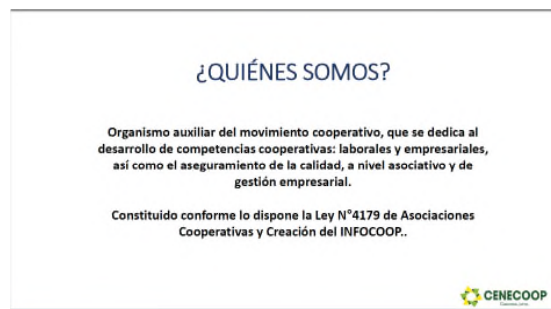 ¿QUIÉNES SOMOS?
Organismo auxiliar del movimiento cooperativo, que se dedica al
desarrollo de competencias cooperativas: laborales y empresariales,
así como el aseguramiento de la calidad, a nivel asociativo y de
gestión empresarial.
Constituido conforme lo dispone la Ley N°4179 de Asociaciones
Cooperativas y Creación del INFOCOOP..
CENECOOP